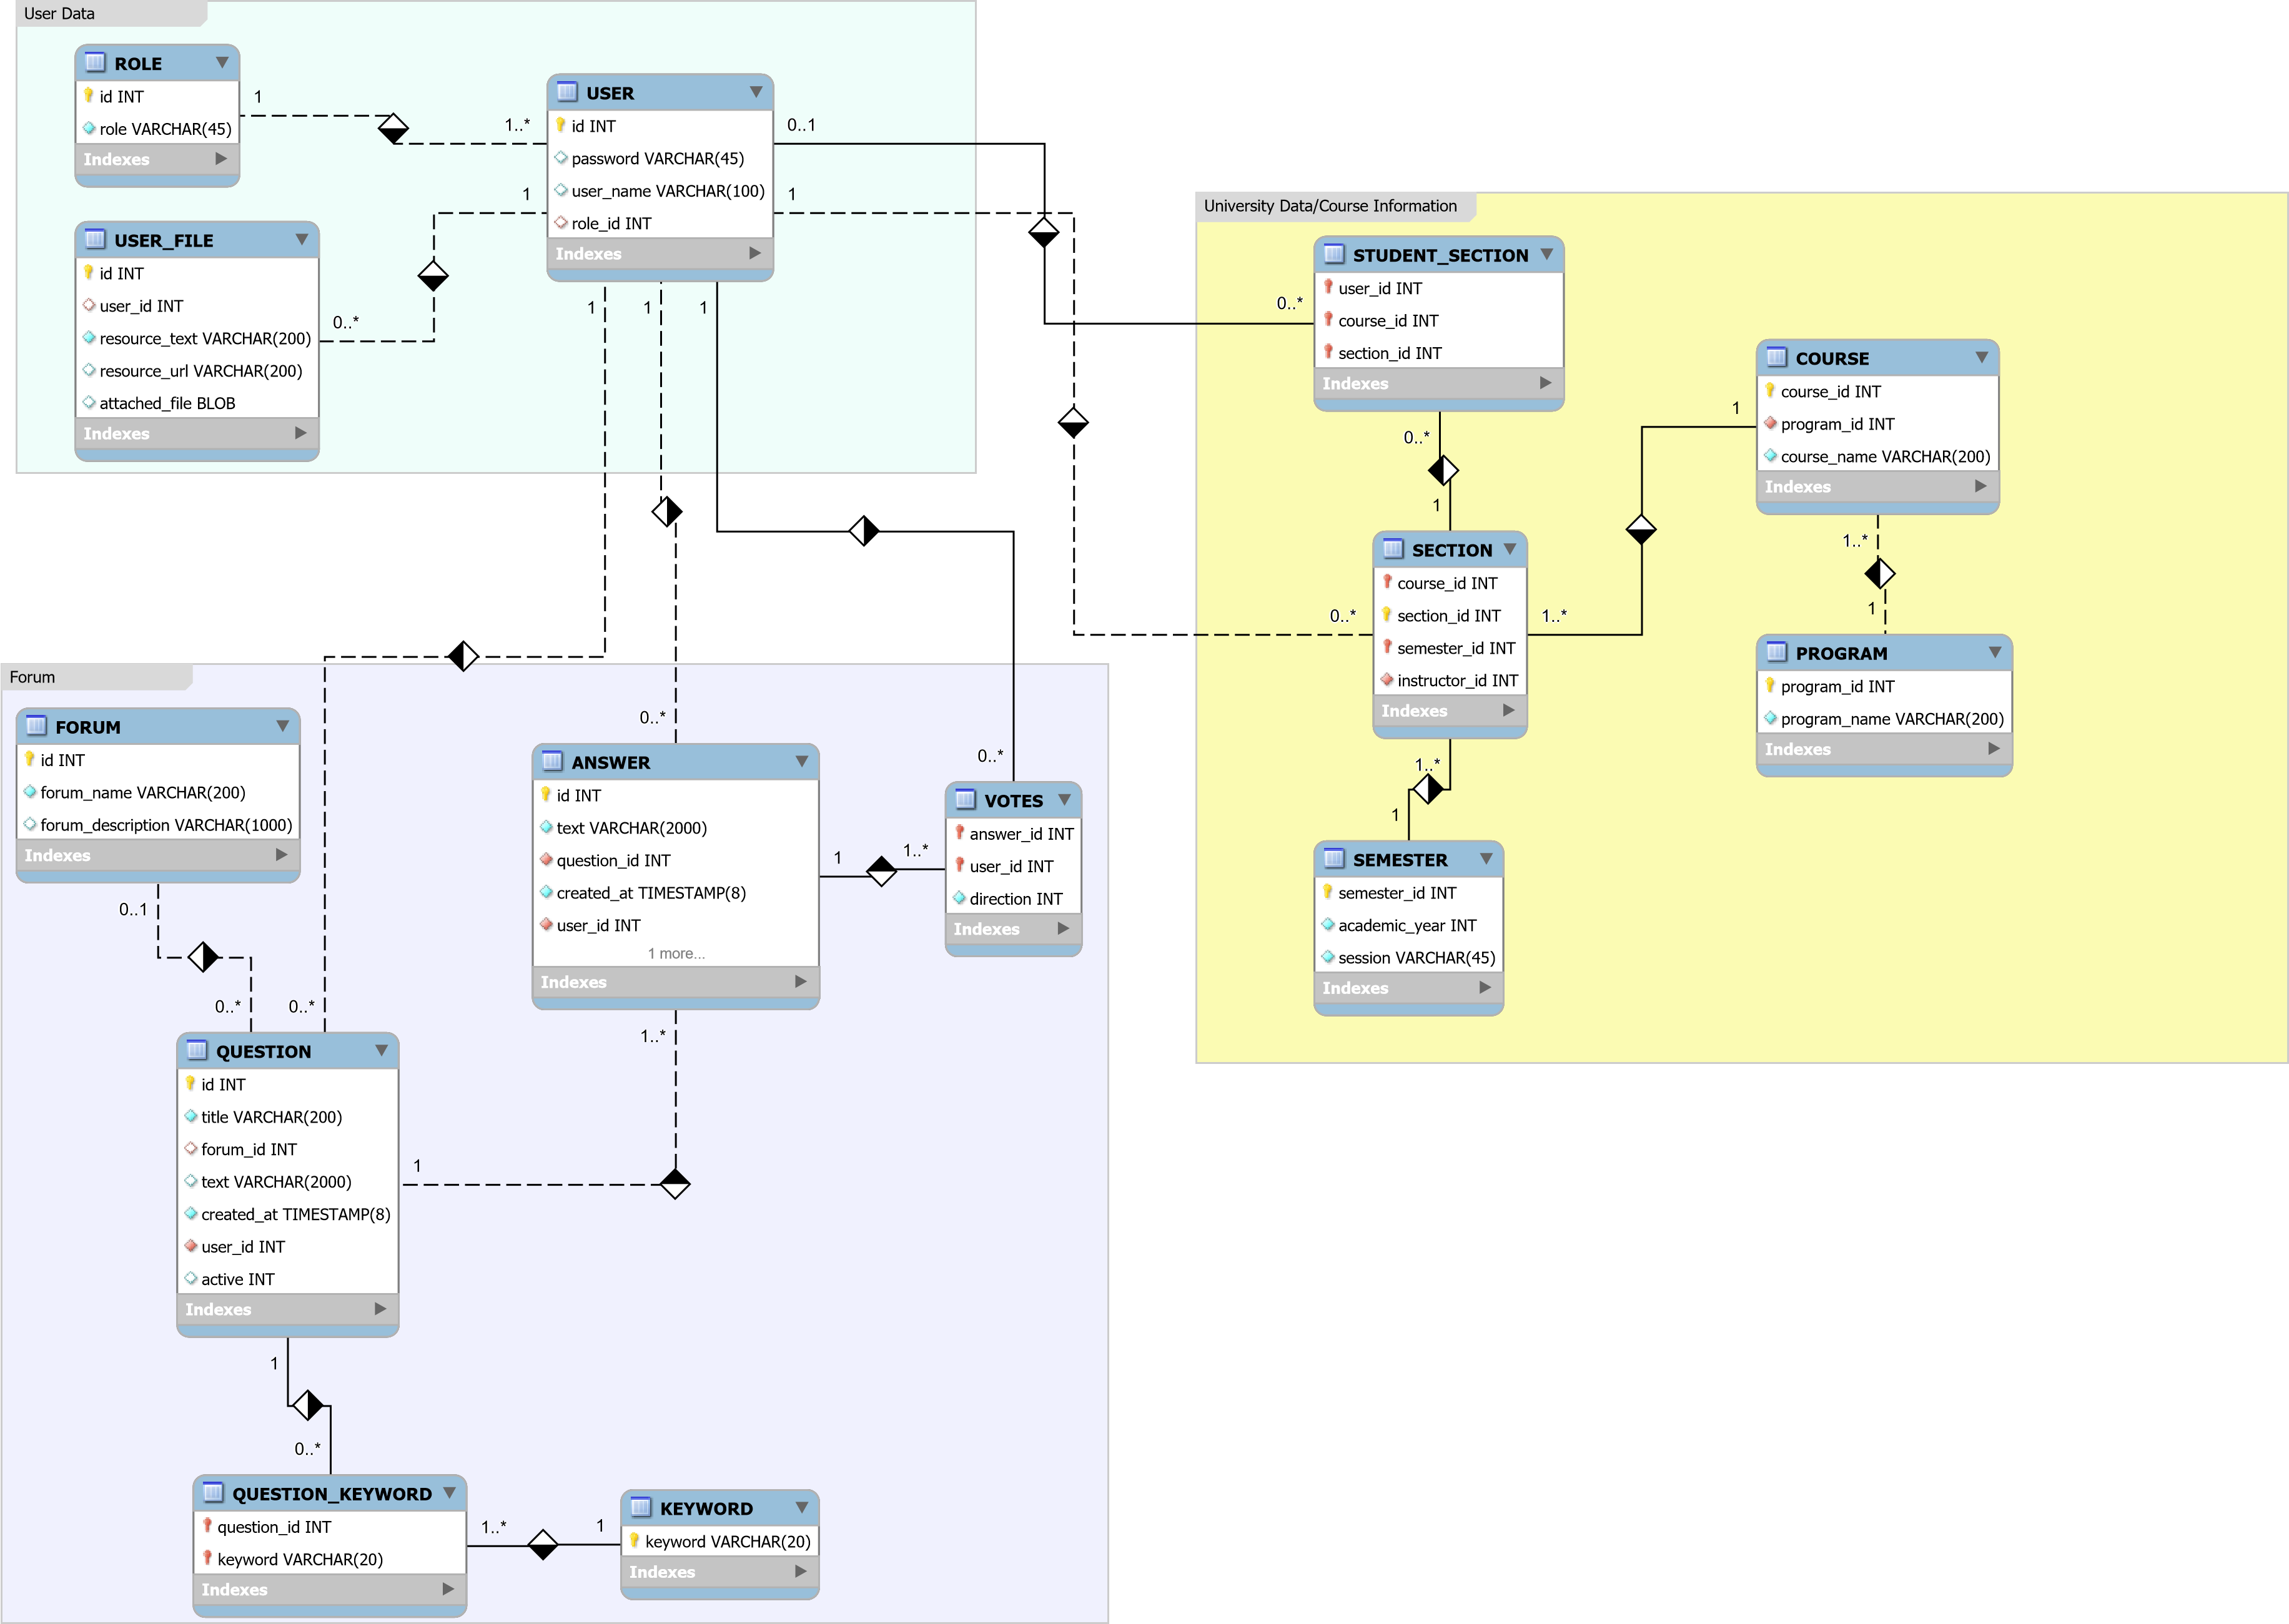 User Data
ROLE
id INT
role VARCHAR(45)
Indexes
1
1..*
USER
id INT
password VARCHAR(45)
user_name VARCHAR(100)
role_id INT
Indexes
0..1
1
1
USER_FILE
id INT
user_id INT
resource_text VARCHAR(200)
resource_url VARCHAR(200)
attached_file BLOB
Indexes
0..*
1
1
1
University Data/Course Information
STUDENT_SECTION
user_id INT
course_id INT
section_id INT
Indexes
0..*
0..*
1
COURSE
course_id INT
program_id INT
course_name VARCHAR(200)
Indexes
1
1..*
1
SECTION
course_id INT
section_id INT
semester_id INT
instructor_id INT
Indexes
0..*
1..*
1..*
1
PROGRAM
program_id INT
program_name VARCHAR(200)
Indexes
SEMESTER
semester_id INT
academic_year INT
session VARCHAR(45)
Indexes
Forum
FORUM
id INT
forum_name VARCHAR(200)
forum_description VARCHAR(1000)
Indexes
0..1
0..*
0..*
0..*
ANSWER
id INT
text VARCHAR(2000)
question_id INT
created_at TIMESTAMP(8)
user_id INT
1 more...
Indexes
1
1..*
0..*
VOTES
answer_id INT
user_id INT
direction INT
Indexes
1..*
1
QUESTION
id INT
title VARCHAR(200)
forum_id INT
text VARCHAR(2000)
created_at TIMESTAMP(8)
user_id INT
active INT
Indexes
1
0..*
QUESTION_KEYWORD
question_id INT
keyword VARCHAR(20)
Indexes
1..*
1
KEYWORD
keyword VARCHAR(20)
Indexes